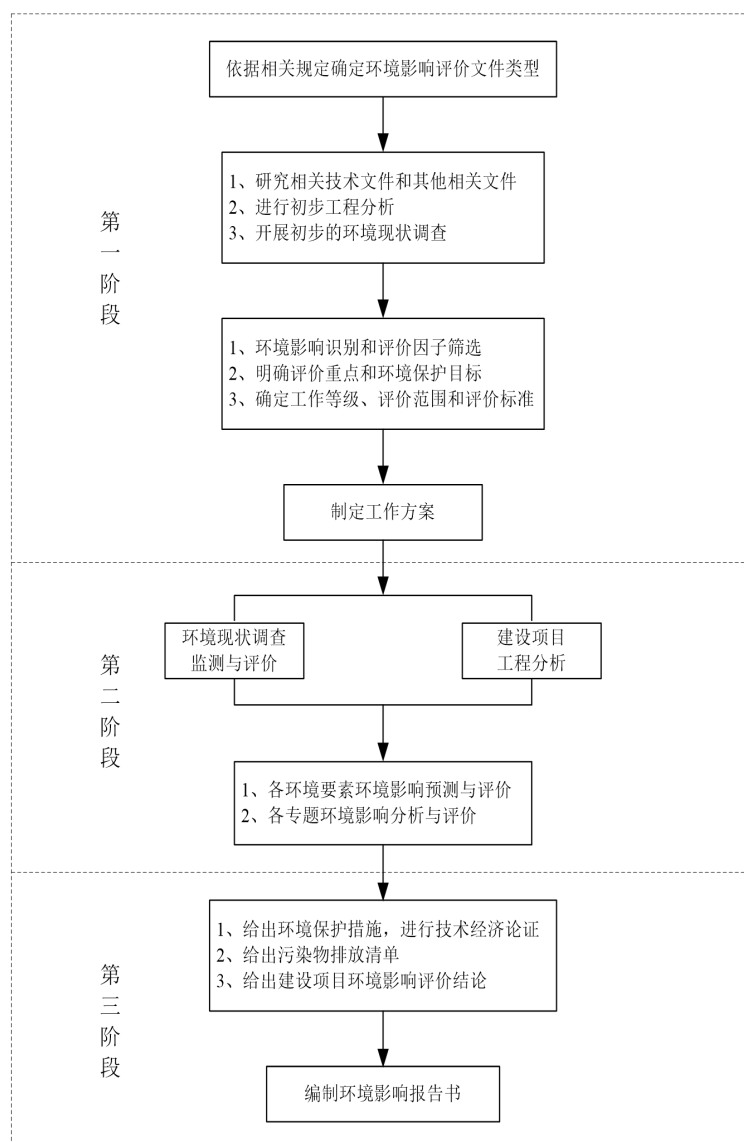 依据相关规定确定环境影响评价文件类型
1、研究相关技术文件和其他相关文件
2、进行初步工程分析
3、开展初步的环境现状调查
第一阶段
1、环境影响识别和评价因子筛选
2、明确评价重点和环境保护目标
3、确定工作等级、评价范围和评价标准
制定工作方案
第二阶段
环境现状调查
监测与评价
建设项目
工程分析
1、各环境要素环境影响预测与评价
2、各专题环境影响分析与评价
第三阶段
1、给出环境保护措施，进行技术经济论证
2、给出污染物排放清单
3、给出建设项目环境影响评价结论
编制环境影响报告书